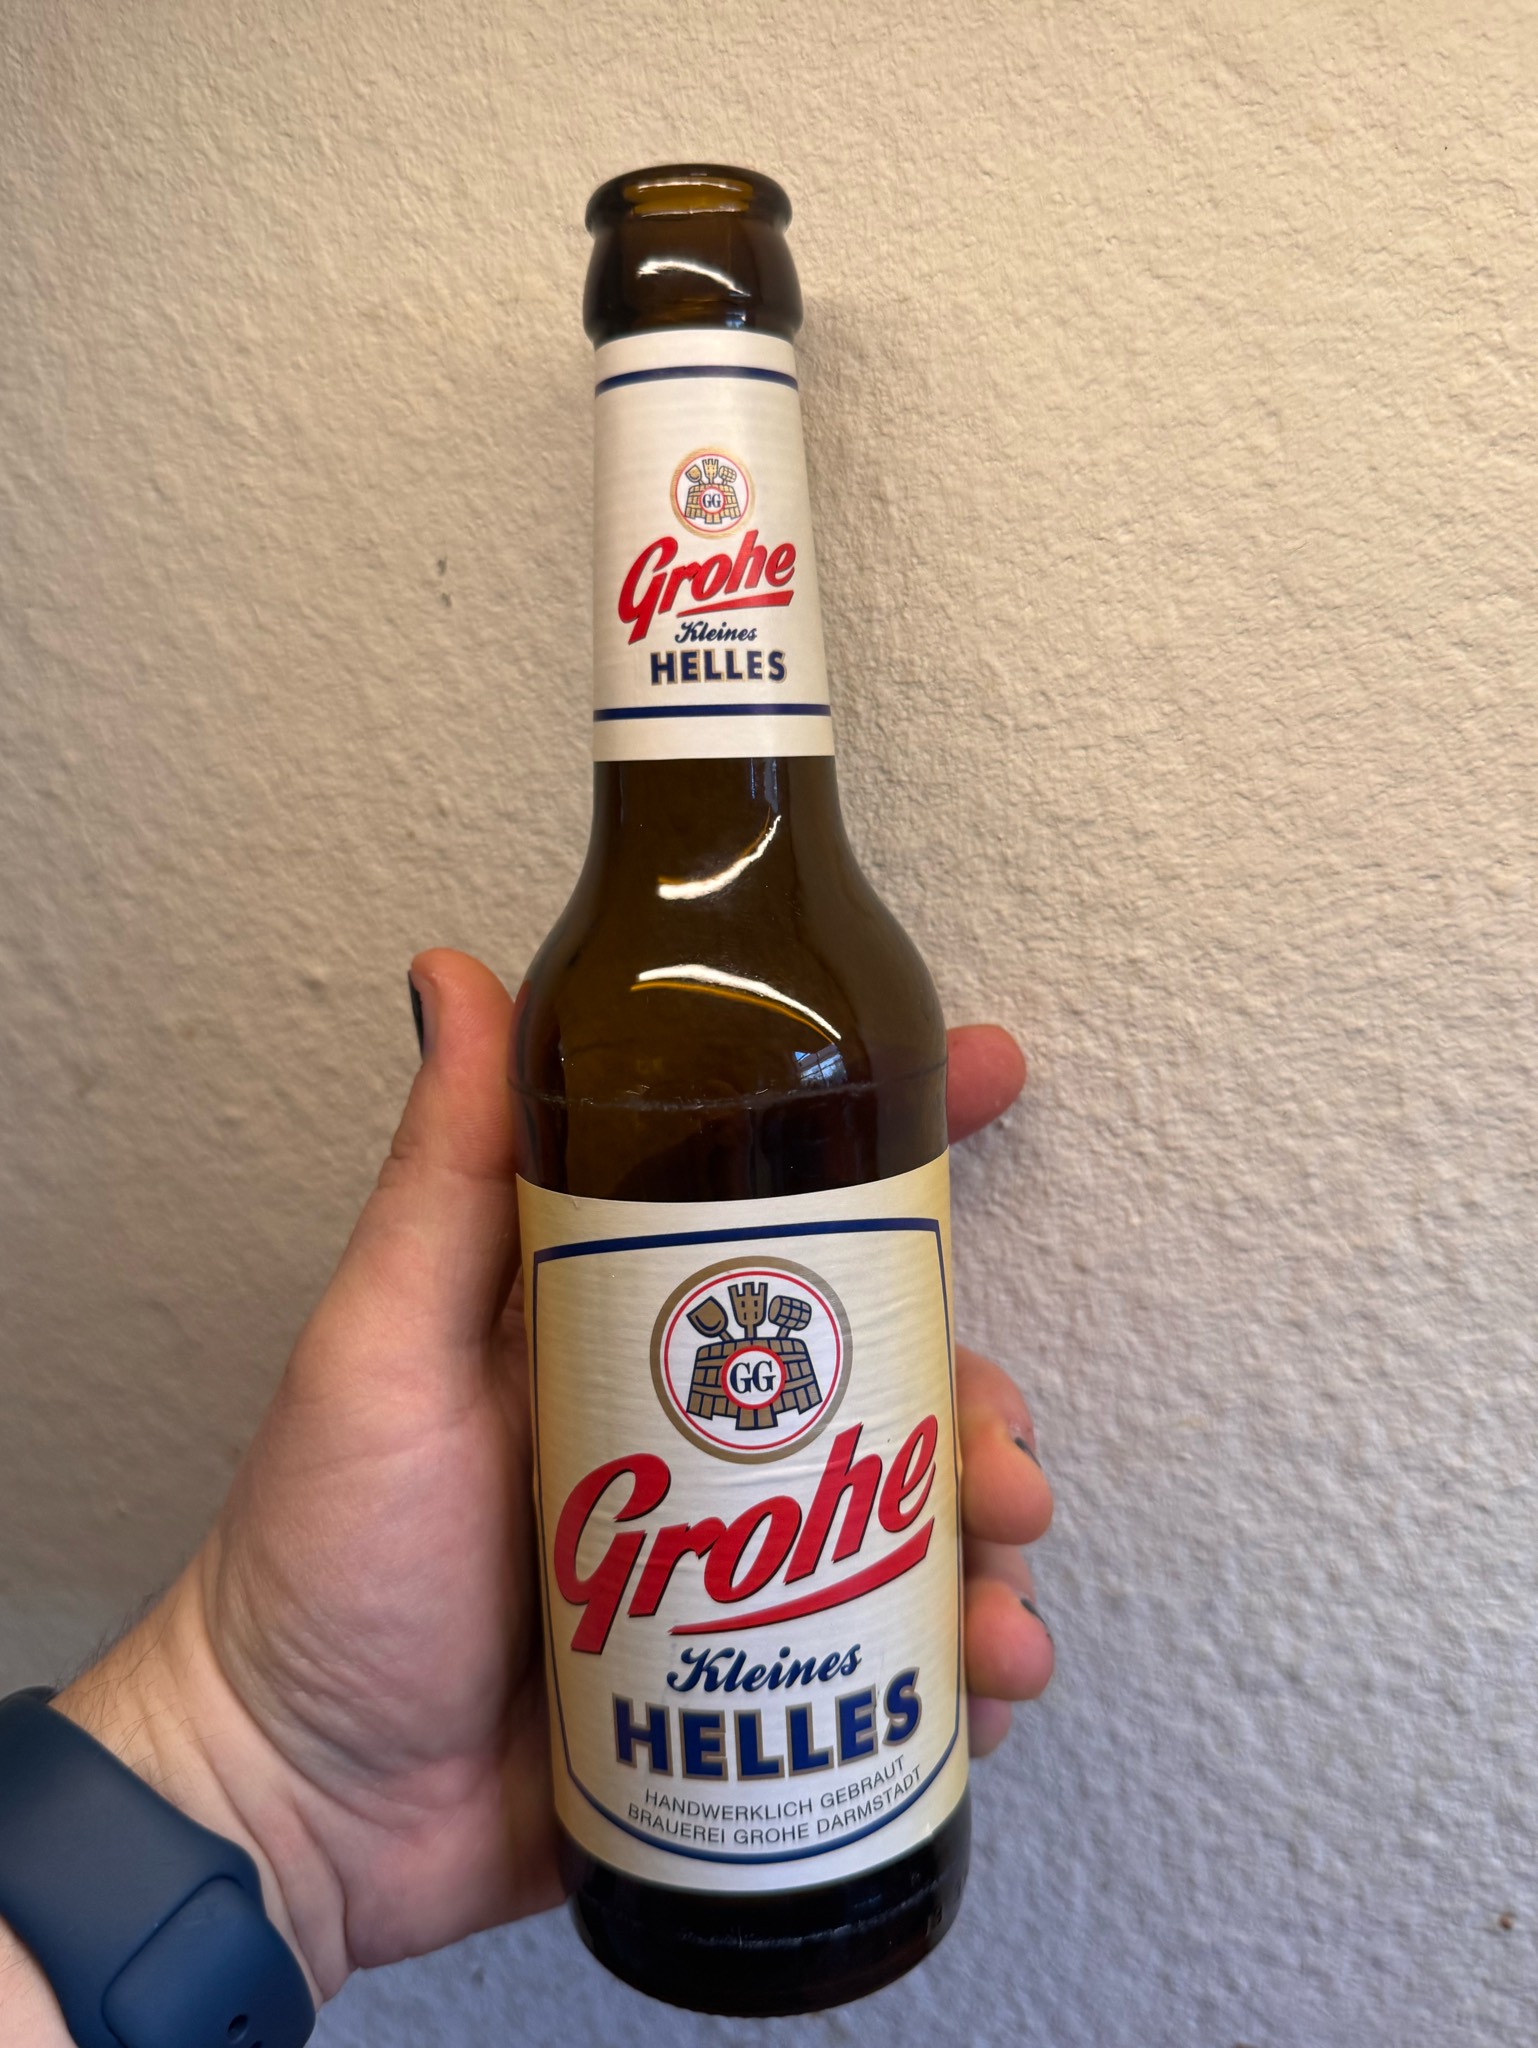 GG
Grohe
Kleines
HELLES
GG
Grohe
Kleines
HELLES
HANDWERKLICH GEBRAUT
BRAUEREI GROHE DARMSTADT